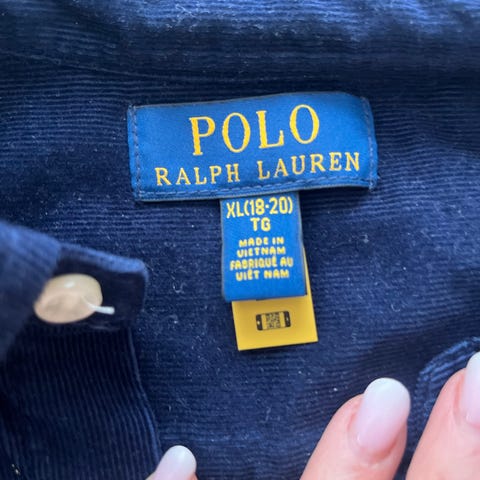 POLO
RALPH LAUREN
XL(18-20)
TG
MADE IN
VIETNAM
FABRIQUÉ AU
VIÊT NAM